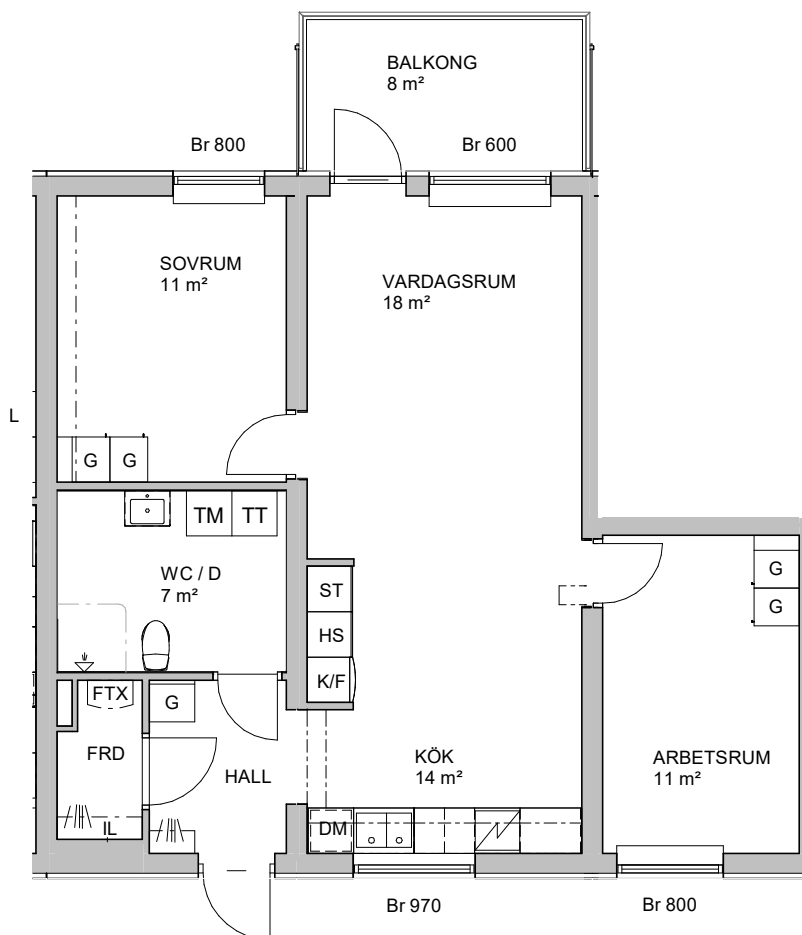 BALKONG
8 m²
Br 800
Br 600
SOVRUM
11 m²
VARDAGSRUM
18 m²
L
G
G
TM
TT
WC / D
7 m²
ST
HS
K/F
G
G
FTX
G
FRD
HALL
KÖK
14 m²
ARBETSRUM
11 m²
IL
DM
Br 970
Br 800